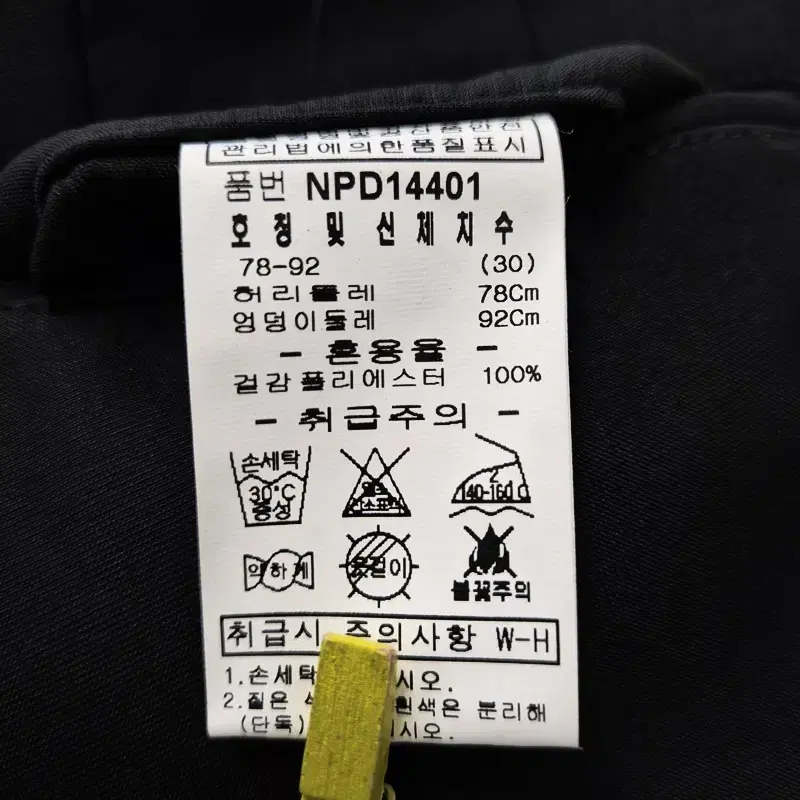 관리법에의한품질표시
품번 NPD14401
호칭 및 신체치수
78-92 (30)
허리둘레 78Cm
엉덩이둘레 92Cm
- 혼용율 -
겉감폴리에스터 100%
- 취급주의 -
손세탁
30°C
중성
2
140-160 C
약하게
옷걸이
불꽃주의
취급시 주의사항 W-H
1.손세탁 시오.
2.짙은 흰색은 분리해
(단독) 시오.